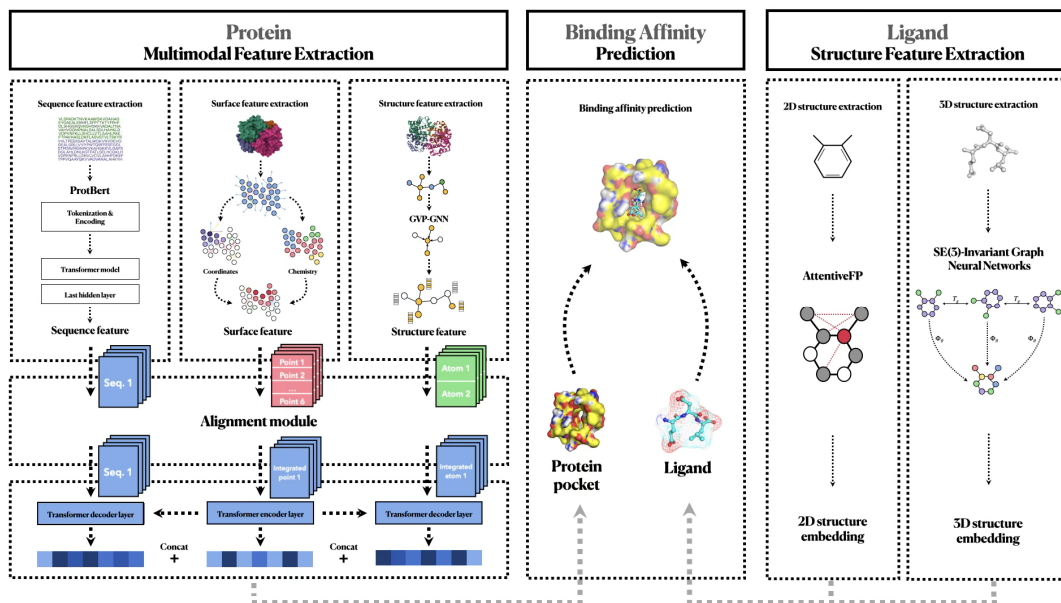 Protein
Multimodal Feature Extraction
Sequence feature extraction
ProtBert
Tokenization &
Encoding
Transformer model
Last hidden layer
Sequence feature
Surface feature extraction
Coordinates
Chemistry
Surface feature
Structure feature extraction
GVP-GNN
Structure feature
Seq. 1
Point 1
Point 2
...
Point 6
Atom 1
Atom 2
Alignment module
Seq. 1
Integrated
point 1
Integrated
atom 1
Transformer decoder layer
Transformer encoder layer
Transformer decoder layer
Concat
+
Concat
+
Binding Affinity
Prediction
Binding affinity prediction
Protein
pocket
Ligand
Ligand
Structure Feature Extraction
2D structure extraction
AttentiveFP
2D structure
embedding
3D structure extraction
SE(3)-Invariant Graph
Neural Networks
3D structure
embedding